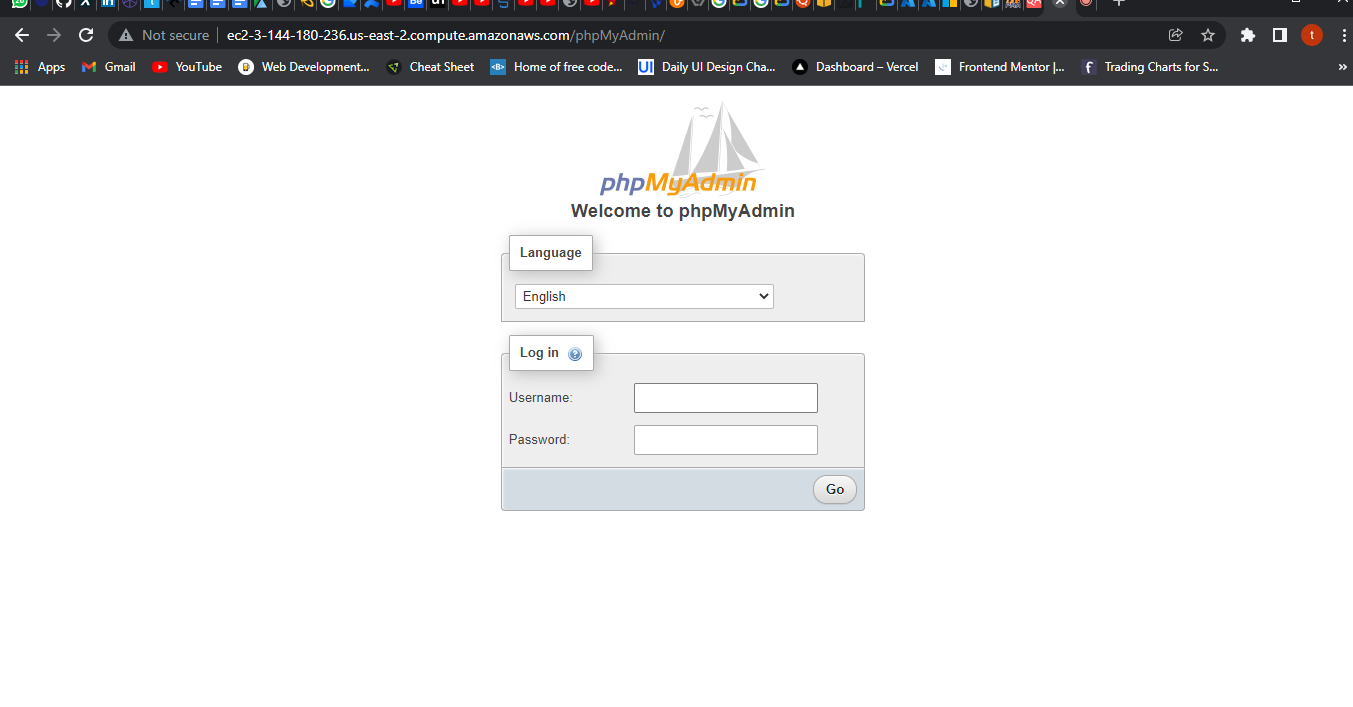 Not secure ec2-3-144-180-236.us-east-2.compute.amazonaws.com/phpMyAdmin/ t
Apps Gmail YouTube Web Development... Cheat Sheet <B> Home of free code... UI Daily UI Design Cha... Dashboard – Vercel Frontend Mentor |... Trading Charts for S... »
phpMyAdmin
Welcome to phpMyAdmin
Language
English
Log in
Username:
Password:
Go